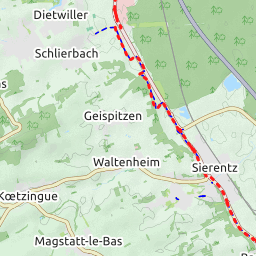 Dietwiller
Schlierbach
Geispitzen
Waltenheim
Sierentz
Kœtzingue
Magstatt-le-Bas